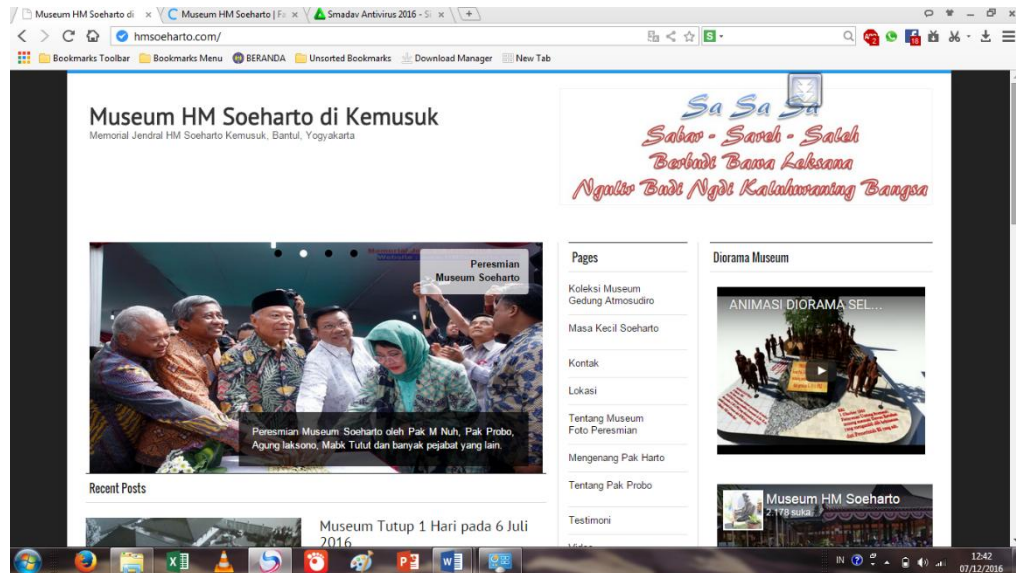 Museum HM Soeharto di
Museum HM Soeharto | Fa
Smadav Antivirus 2016 - Si
hmsoeharto.com/
Bookmarks Toolbar
Bookmarks Menu
BERANDA
Unsorted Bookmarks
Download Manager
New Tab
Museum HM Soeharto di Kemusuk
Memorial Jendral HM Soeharto Kemusuk, Bantul, Yogyakarta
Sa Sa Sa
Sabar - Sareh - Saleh
Berbudi Bawa Leksana
Ngulir Budi Ngdi Kaluhuraning Bangsa
Peresmian
Museum Soeharto
Peresmian Museum Soeharto oleh Pak M Nuh, Pak Probo,
Agung laksono, Mabk Tutut dan banyak pejabat yang lain.
Recent Posts
Museum Tutup 1 Hari pada 6 Juli
2016
Pages
Koleksi Museum
Gedung Atmosudiro
Masa Kecil Soeharto
Kontak
Lokasi
Tentang Museum
Foto Peresmian
Mengenang Pak Harto
Tentang Pak Probo
Testimoni
Video
Diorama Museum
ANIMASI DIORAMA SEL...
Museum HM Soeharto
2.178 suka
IN
12:42
07/12/2016